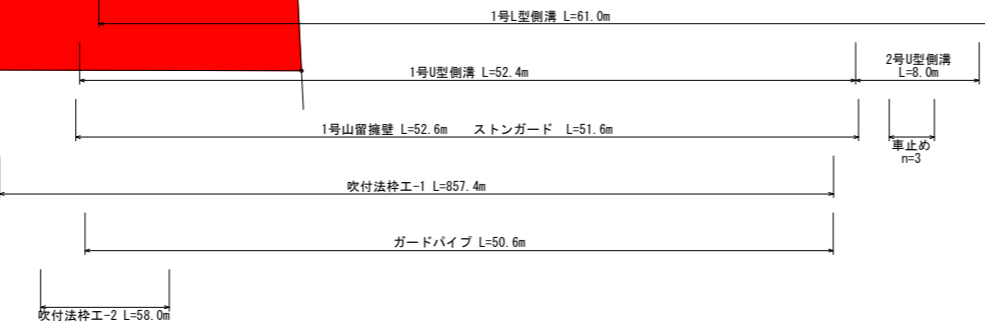 1号L型側溝 L=61.0m
1号U型側溝 L=52.4m
2号U型側溝
L=8.0m
1号山留擁壁 L=52.6m ストンガード L=51.6m
車止め
n=3
吹付法枠工-1 L=857.4m
ガードパイプ L=50.6m
吹付法枠工-2 L=58.0m